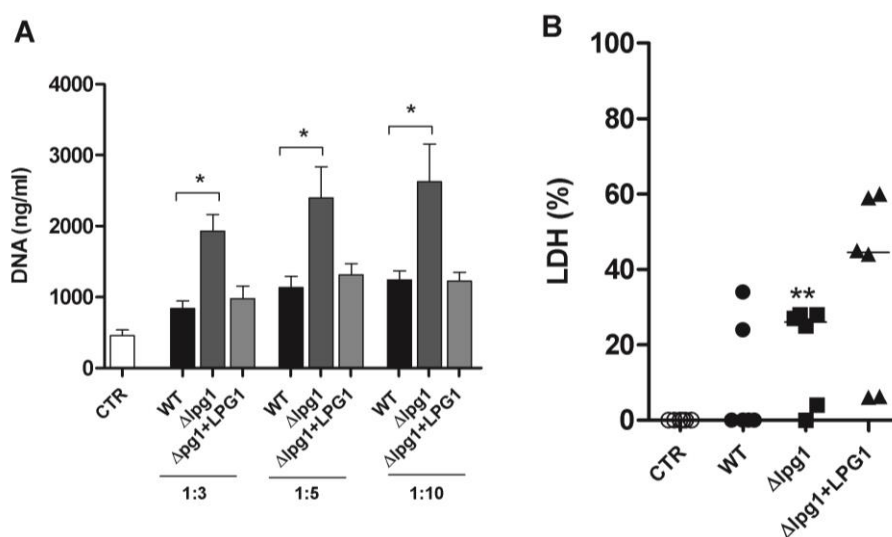 A
DNA (ng/ml)
4000
3000
2000
1000
0
*
*
*
CTR
WT
Δlpg1
Δpg1+LPG1
WT
Δlpg1
Δlpg1+LPG1
WT
Δlpg1
Δlpg1+LPG1
1:3
1:5
1:10
B
LDH (%)
100
80
60
40
20
0
**
CTR
WT
Δlpg1
Δlpg1+LPG1